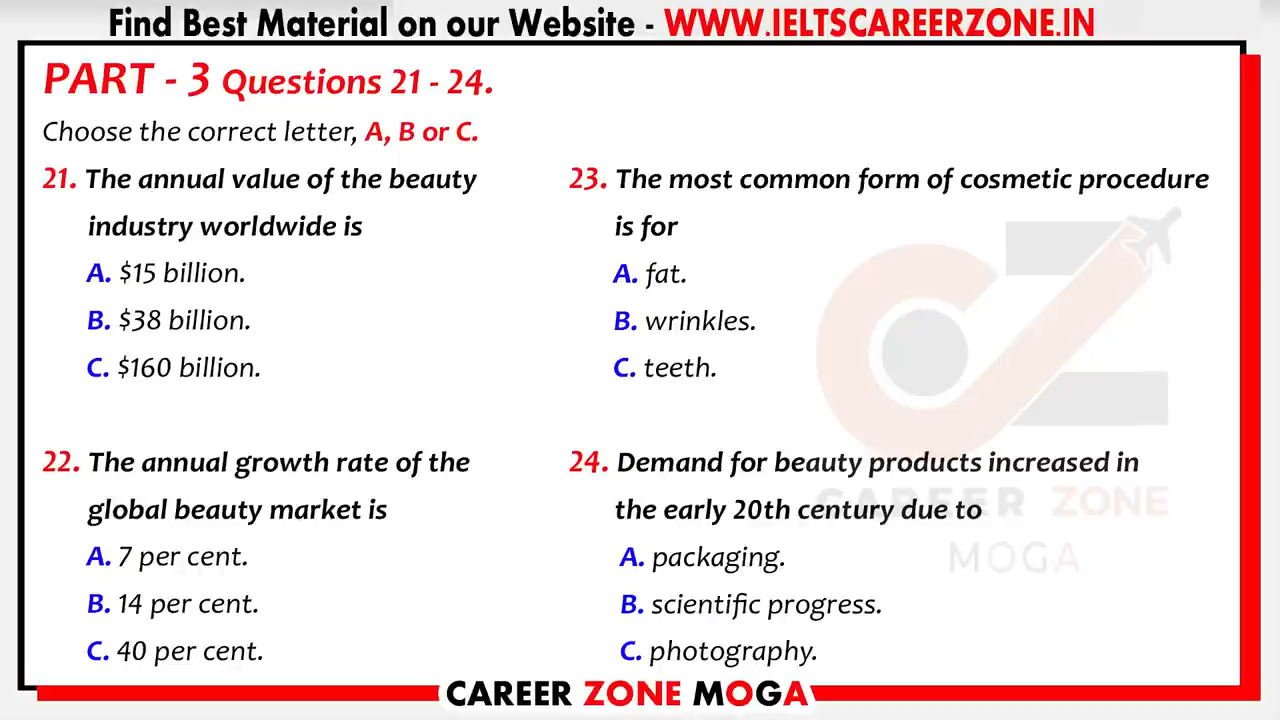 Find Best Material on our Website - WWW.IELTSCAREERZONE.IN
PART - 3 Questions 21 - 24.
Choose the correct letter, A, B or C.
21. The annual value of the beauty
industry worldwide is
A. $15 billion.
B. $38 billion.
C. $160 billion.
22. The annual growth rate of the
global beauty market is
A. 7 per cent.
B. 14 per cent.
C. 40 per cent.
23. The most common form of cosmetic procedure
is for
A. fat.
B. wrinkles.
C. teeth.
24. Demand for beauty products increased in
the early 20th century due to
A. packaging.
B. scientific progress.
C. photography.
CAREER ZONE
MOGA
CAREER ZONE MOGA